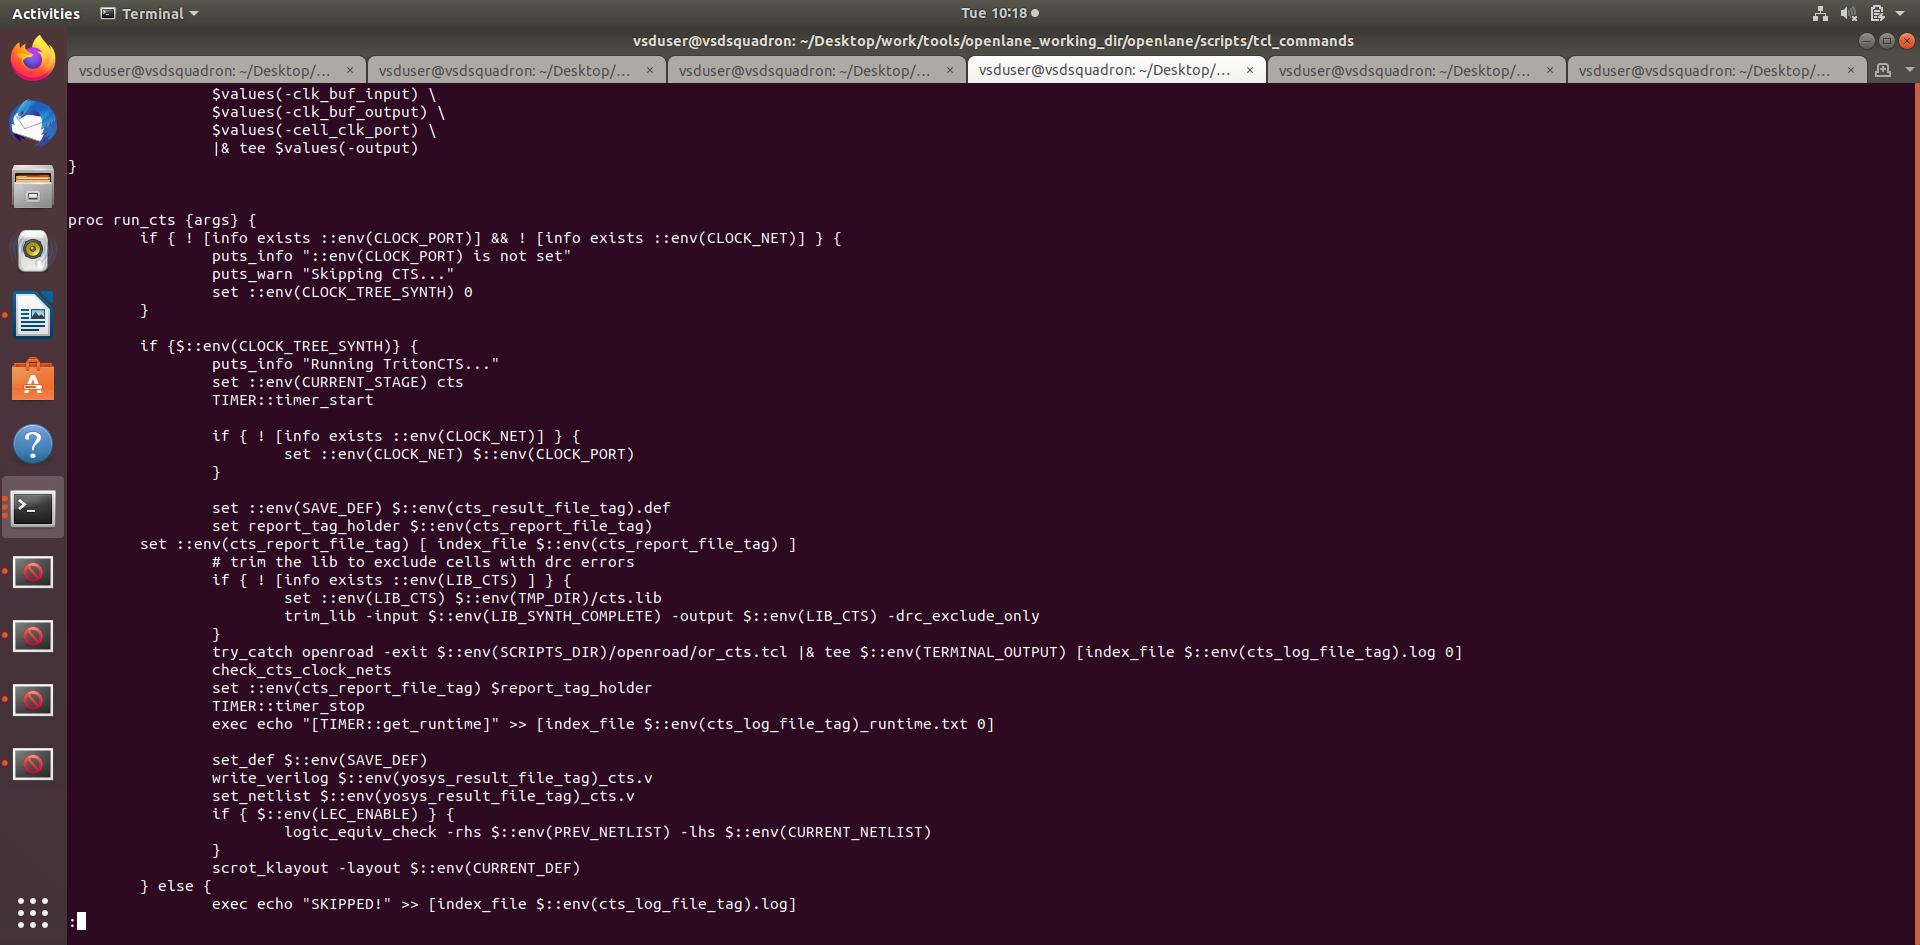 Activities Terminal Tue 10:18
vsduser@vsdsquadron: ~/Desktop/work/tools/openlane_working_dir/openlane/scripts/tcl_commands
vsduser@vsdsquadron: ~/Desktop/... × vsduser@vsdsquadron: ~/Desktop/... × vsduser@vsdsquadron: ~/Desktop/... × vsduser@vsdsquadron: ~/Desktop/... × vsduser@vsdsquadron: ~/Desktop/... × vsduser@vsdsquadron: ~/Desktop/... ×
                $values(-clk_buf_input) \
                $values(-clk_buf_output) \
                $values(-cell_clk_port) \
                |& tee $values(-output)
}
proc run_cts {args} {
        if { ! [info exists ::env(CLOCK_PORT)] && ! [info exists ::env(CLOCK_NET)] } {
                puts_info "::env(CLOCK_PORT) is not set"
                puts_warn "Skipping CTS..."
                set ::env(CLOCK_TREE_SYNTH) 0
        }
        if {$::env(CLOCK_TREE_SYNTH)} {
                puts_info "Running TritonCTS..."
                set ::env(CURRENT_STAGE) cts
                TIMER::timer_start
                if { ! [info exists ::env(CLOCK_NET)] } {
                        set ::env(CLOCK_NET) $::env(CLOCK_PORT)
                }
                set ::env(SAVE_DEF) $::env(cts_result_file_tag).def
                set report_tag_holder $::env(cts_report_file_tag)
        set ::env(cts_report_file_tag) [ index_file $::env(cts_report_file_tag) ]
                # trim the lib to exclude cells with drc errors
                if { ! [info exists ::env(LIB_CTS) ] } {
                        set ::env(LIB_CTS) $::env(TMP_DIR)/cts.lib
                        trim_lib -input $::env(LIB_SYNTH_COMPLETE) -output $::env(LIB_CTS) -drc_exclude_only
                }
                try_catch openroad -exit $::env(SCRIPTS_DIR)/openroad/or_cts.tcl |& tee $::env(TERMINAL_OUTPUT) [index_file $::env(cts_log_file_tag).log 0]
                check_cts_clock_nets
                set ::env(cts_report_file_tag) $report_tag_holder
                TIMER::timer_stop
                exec echo "[TIMER::get_runtime]" >> [index_file $::env(cts_log_file_tag)_runtime.txt 0]
                set_def $::env(SAVE_DEF)
                write_verilog $::env(yosys_result_file_tag)_cts.v
                set_netlist $::env(yosys_result_file_tag)_cts.v
                if { $::env(LEC_ENABLE) } {
                        logic_equiv_check -rhs $::env(PREV_NETLIST) -lhs $::env(CURRENT_NETLIST)
                }
                scrot_klayout -layout $::env(CURRENT_DEF)
        } else {
                exec echo "SKIPPED!" >> [index_file $::env(cts_log_file_tag).log]
: